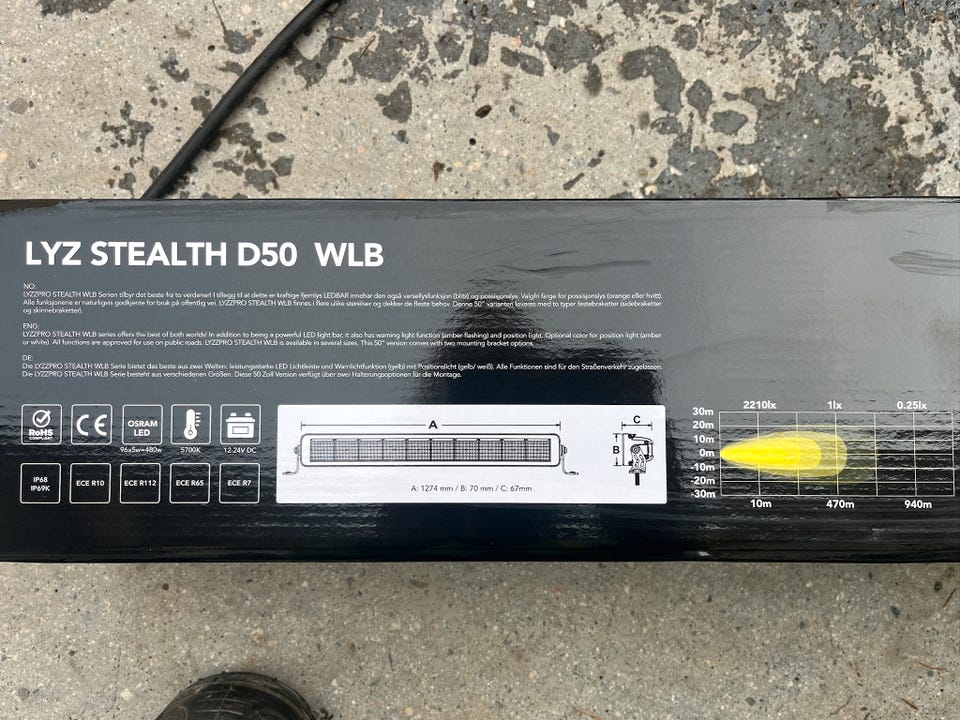 LYZ STEALTH D50 WLB
NO:
LYZZPRO STEALTH WLB Serien tilbyr det beste fra to verdener! I tillegg til at dette er kraftige fjernlys LEDBAR innehar den også varsellysfunksjon (blitz) og posisjonslys. Valgfri farge for posisjonslys (orange eller hvitt).
Alle funksjonene er naturligvis godkjente for bruk på offentlig vei. LYZZPRO STEALTH WLB finnes i flere ulike størrelser og dekker de fleste behov. Denne 50" varianten leveres med to typer festebraketter (sidebraketter
og skinnebraketter).
ENG:
LYZZPRO STEALTH WLB series offers the best of both worlds! In addition to being a powerful LED light bar, it also has warning light function (amber flashing) and position light. Optional color for position light (amber
or white). All functions are approved for use on public roads. LYZZPRO STEALTH WLB is available in several sizes. This 50" version comes with two mounting bracket options.
DE:
Die LYZZPRO STEALTH WLB Serie bietet das beste aus zwei Welten; leistungsstarke LED Lichtleiste und Warnlichtfunktion (gelb) mit Positionslicht (gelb/ weiß). Alle Funktionen sind für den Straßenverkehr zugelassen.
Die LYZZPRO STEALTH WLB Serie besteht aus verschiedenen Größen. Diese 50 Zoll Version verfügt über zwei Halterungsoptionen für die Montage.
RoHS
COMPLIANT
CE
OSRAM
LED
96x5w=480w
5700K
12-24V DC
IP68
IP69K
ECE R10
ECE R112
ECE R65
ECE R7
A
B
C
A: 1274 mm / B: 70 mm / C: 67mm
2210lx 1lx 0.25lx
30m
20m
10m
0m
-10m
-20m
-30m
10m 470m 940m